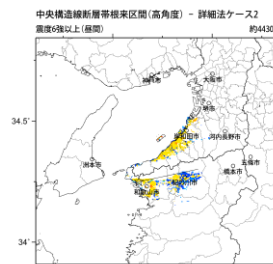 中央構造線断層帯根来区間(高角度) - 詳細法ケース2
震度6強以上(昼間) 約4430
神戸市
大阪市
堺市
34.5˚
岸和田市
河内長野市
洲本市
五條市
橋本市
和歌山市
34˚